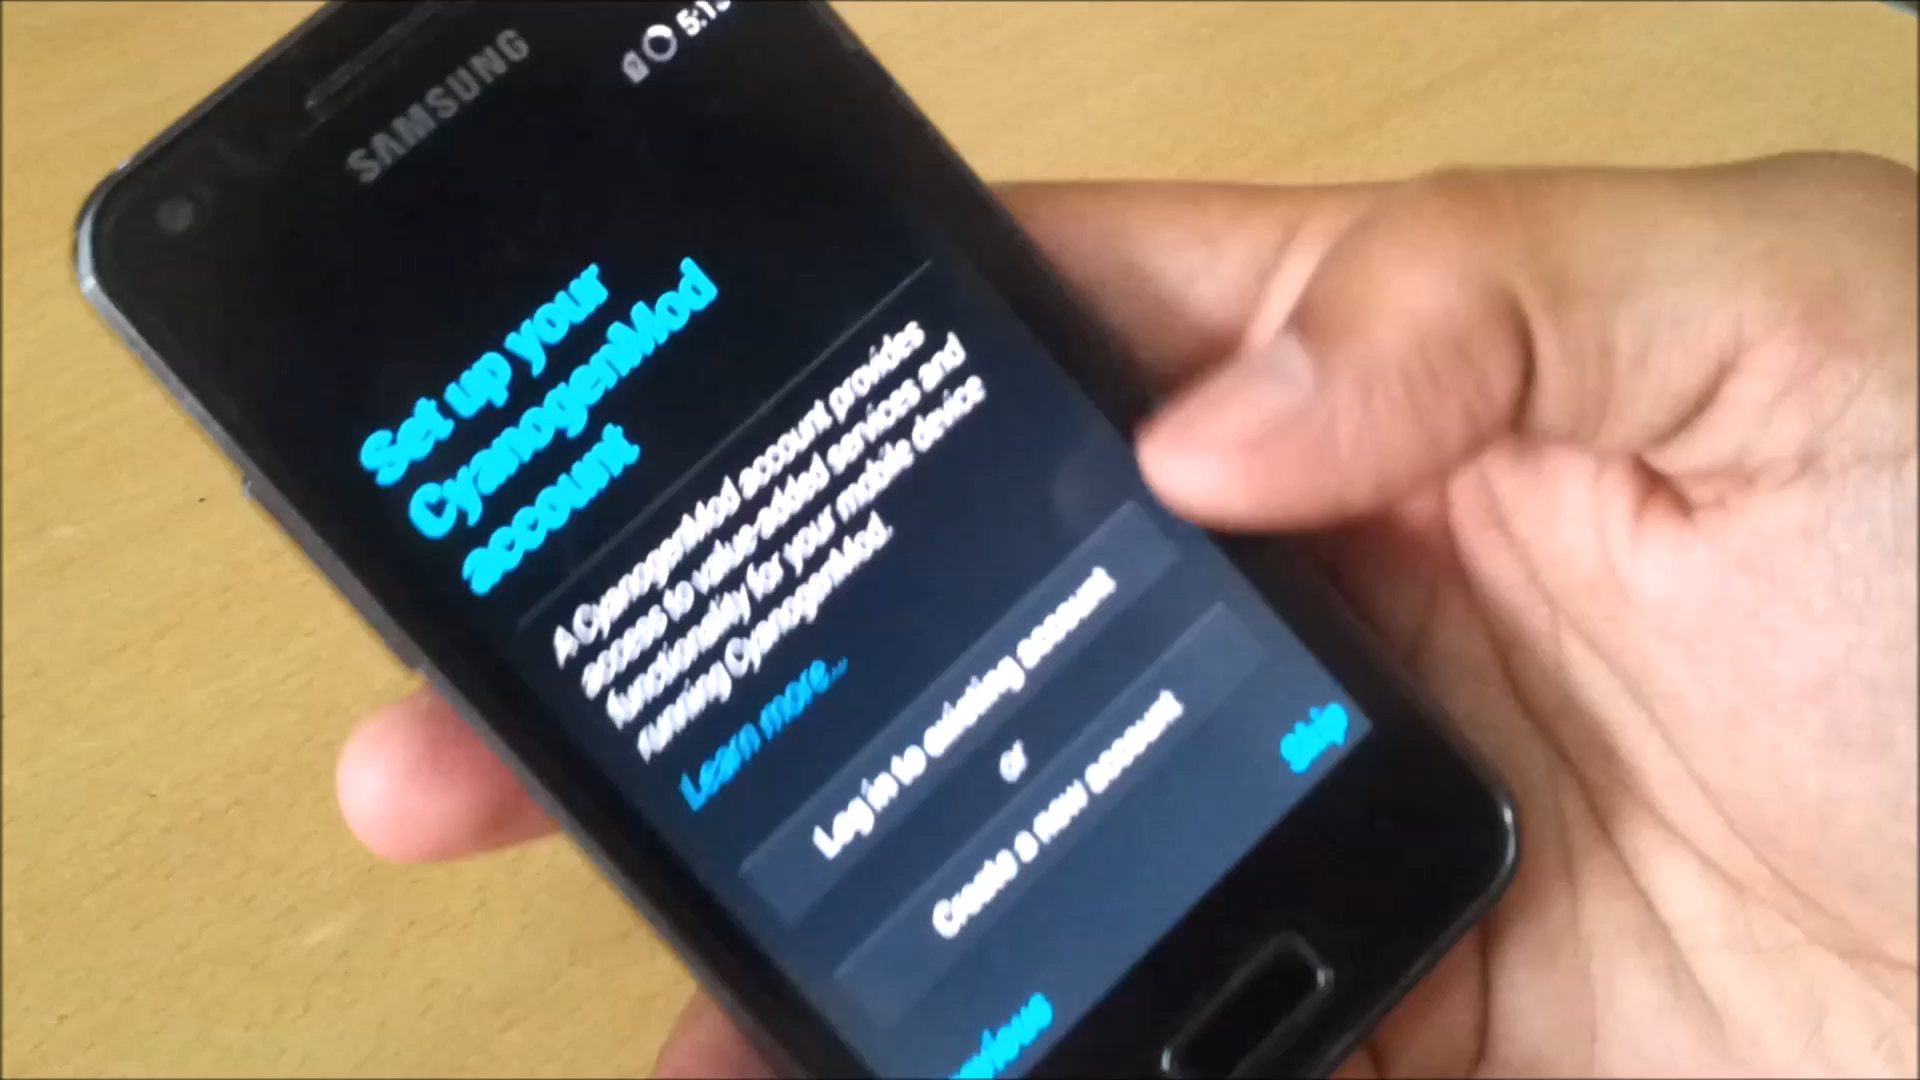 SAMSUNG
Set up your
CyanogenMod
account
A CyanogenMod account provides
access to value-added services and
functionality for your mobile device
running CyanogenMod.
Learn more...
Log in to existing account
or
Create a new account
Skip